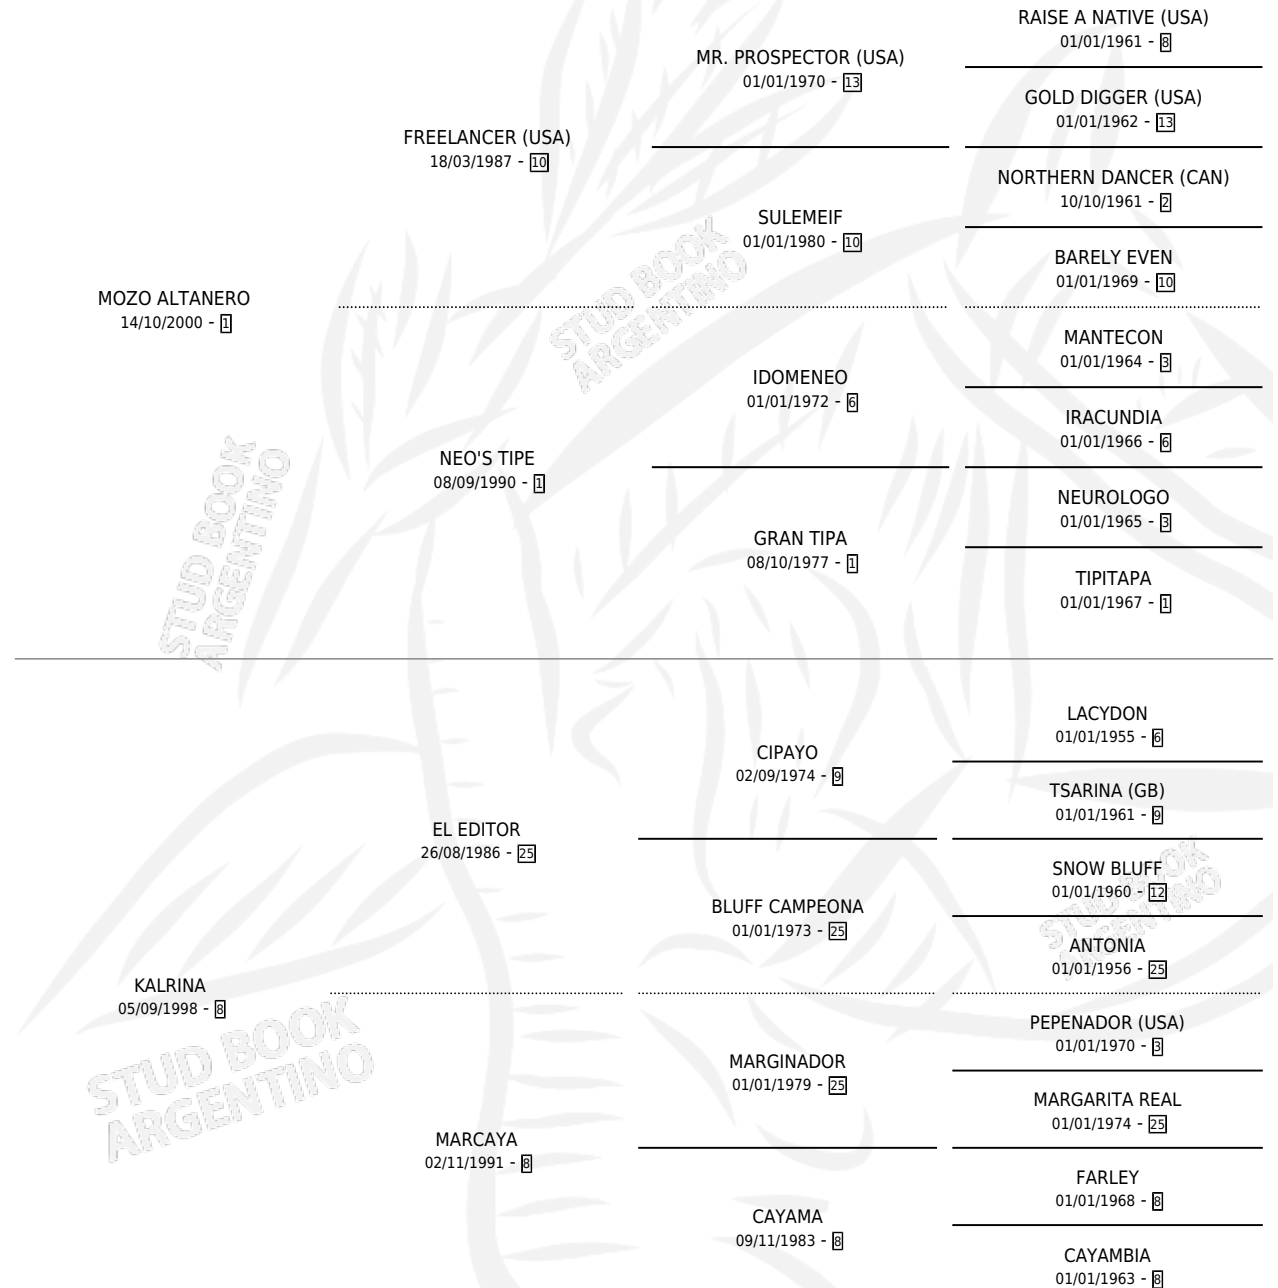 RAISE A NATIVE (USA)
01/01/1961 - 8
MR. PROSPECTOR (USA)
01/01/1970 - 13
GOLD DIGGER (USA)
01/01/1962 - 13
FREELANCER (USA)
18/03/1987 - 10
NORTHERN DANCER (CAN)
10/10/1961 - 2
SULEMEIF
01/01/1980 - 10
BARELY EVEN
01/01/1969 - 10
MOZO ALTANERO
14/10/2000 - 1
MANTECON
01/01/1964 - 3
IDOMENEO
01/01/1972 - 6
IRACUNDIA
01/01/1966 - 6
NEO'S TIPE
08/09/1990 - 1
NEUROLOGO
01/01/1965 - 3
GRAN TIPA
08/10/1977 - 1
TIPITAPA
01/01/1967 - 1
LACYDON
01/01/1955 - 6
CIPAYO
02/09/1974 - 9
TSARINA (GB)
01/01/1961 - 9
EL EDITOR
26/08/1986 - 25
SNOW BLUFF
01/01/1960 - 12
BLUFF CAMPEONA
01/01/1973 - 25
ANTONIA
01/01/1956 - 25
KALRINA
05/09/1998 - 8
PEPENADOR (USA)
01/01/1970 - 3
MARGINADOR
01/01/1979 - 25
MARGARITA REAL
01/01/1974 - 25
MARCAYA
02/11/1991 - 8
FARLEY
01/01/1968 - 8
CAYAMA
09/11/1983 - 8
CAYAMBIA
01/01/1963 - 8
STUD BOOK
ARGENTINO
STUD BOOK
ARGENTINO
STUD BOOK
ARGENTINO
STUD BOOK
ARGENTINO